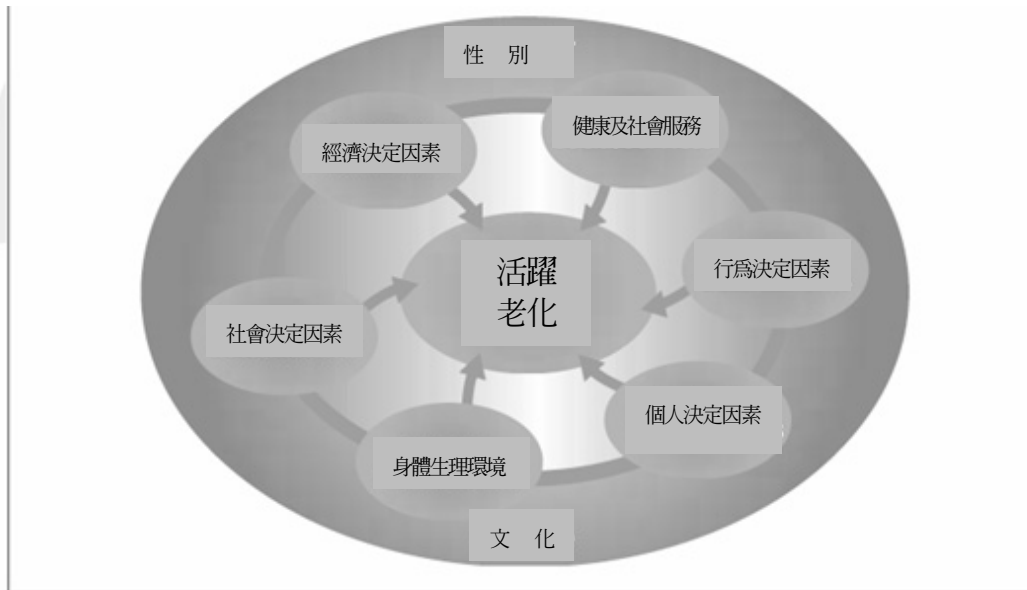 性 別
健康及社會服務
經濟決定因素
活躍
老化
行爲決定因素
社會決定因素
個人決定因素
身體生理環境
文 化